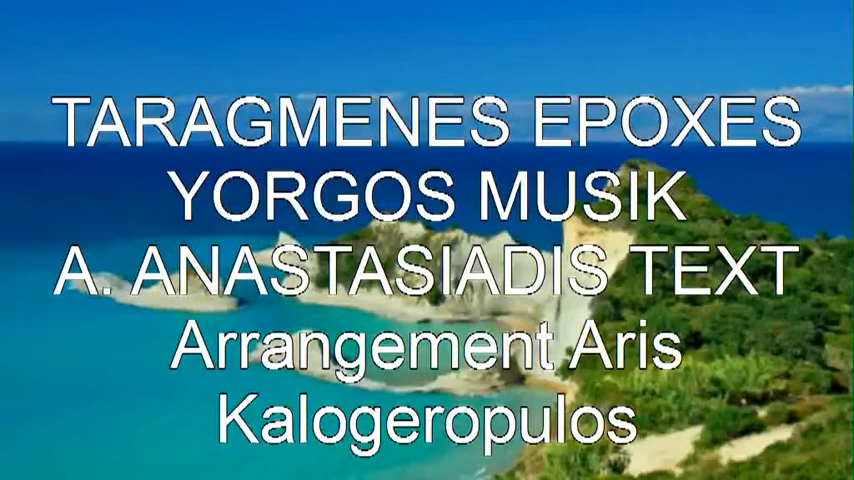 TARAGMENES EPOXES
YORGOS MUSIK
A. ANASTASIADIS TEXT
Arrangement Aris
Kalogeropulos